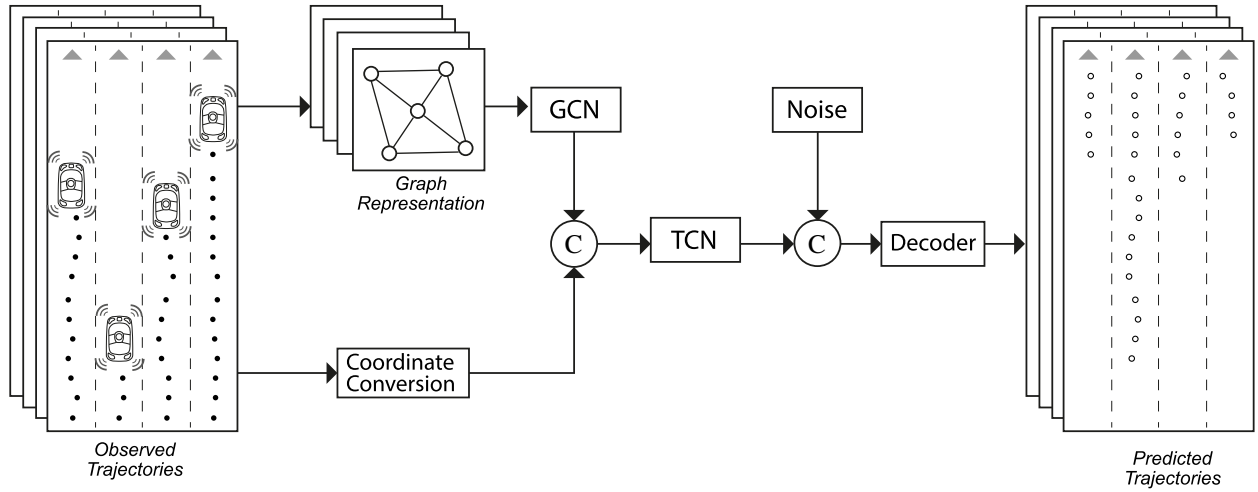 GCN
Noise
Graph
Representation
C
TCN
C
Decoder
Coordinate
Conversion
Observed
Trajectories
Predicted
Trajectories